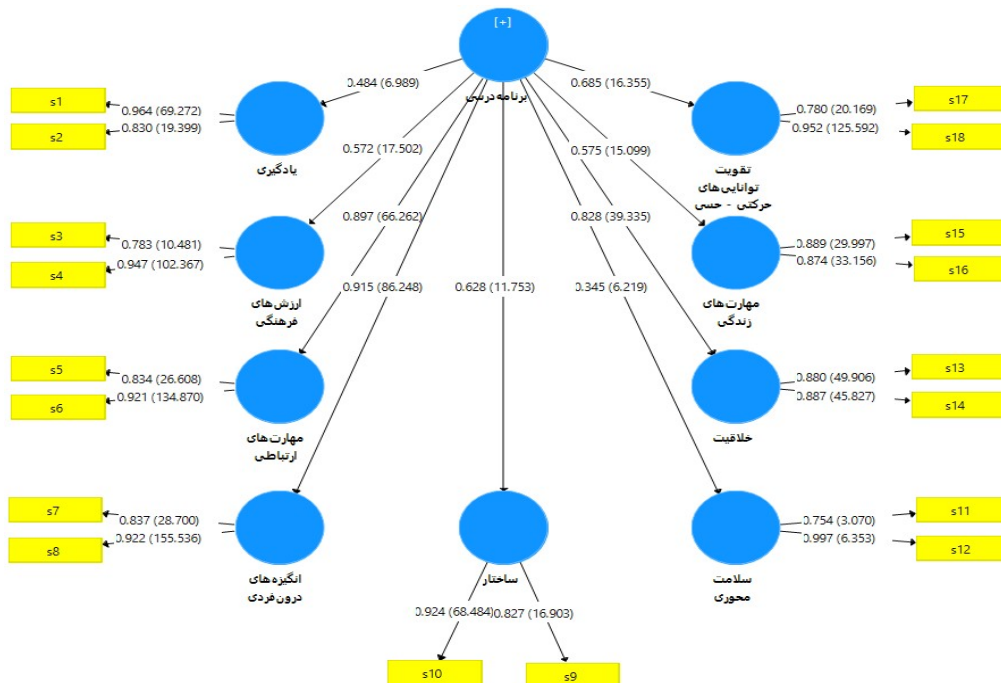 [+]
برنامه درسی
0.484 (6.989)
0.685 (16.355)
s1
0.964 (69.272)
s2
0.830 (19.399)
یادگیری
0.780 (20.169)
s17
0.952 (125.592)
s18
تقویت
توانایی‌های
حرکتی - حسی
0.572 (17.502)
0.575 (15.099)
s3
0.783 (10.481)
s4
0.947 (102.367)
ارزش‌های
فرهنگی
0.897 (66.262)
0.828 (39.335)
0.889 (29.997)
s15
0.874 (33.156)
s16
مهارت‌های
زندگی
0.915 (86.248)
0.628 (11.753)
0.345 (6.219)
s5
0.834 (26.608)
s6
0.921 (134.870)
مهارت‌های
ارتباطی
0.880 (49.906)
s13
0.887 (45.827)
s14
خلاقیت
s7
0.837 (28.700)
s8
0.922 (155.536)
انگیزه‌های
درون‌فردی
ساختار
0.754 (3.070)
s11
0.997 (6.353)
s12
سلامت
محوری
0.924 (68.484)
0.827 (16.903)
s10
s9